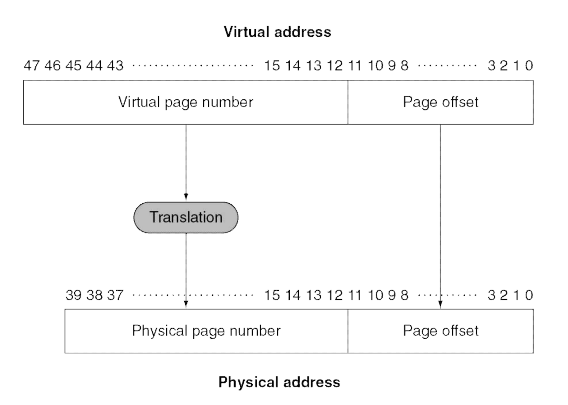 Virtual address
47 46 45 44 43 ······················ 15 14 13 12 11 10 9 8 ··········· 3 2 1 0
Virtual page number Page offset
Translation
39 38 37 ······················ 15 14 13 12 11 10 9 8 ··········· 3 2 1 0
Physical page number Page offset
Physical address